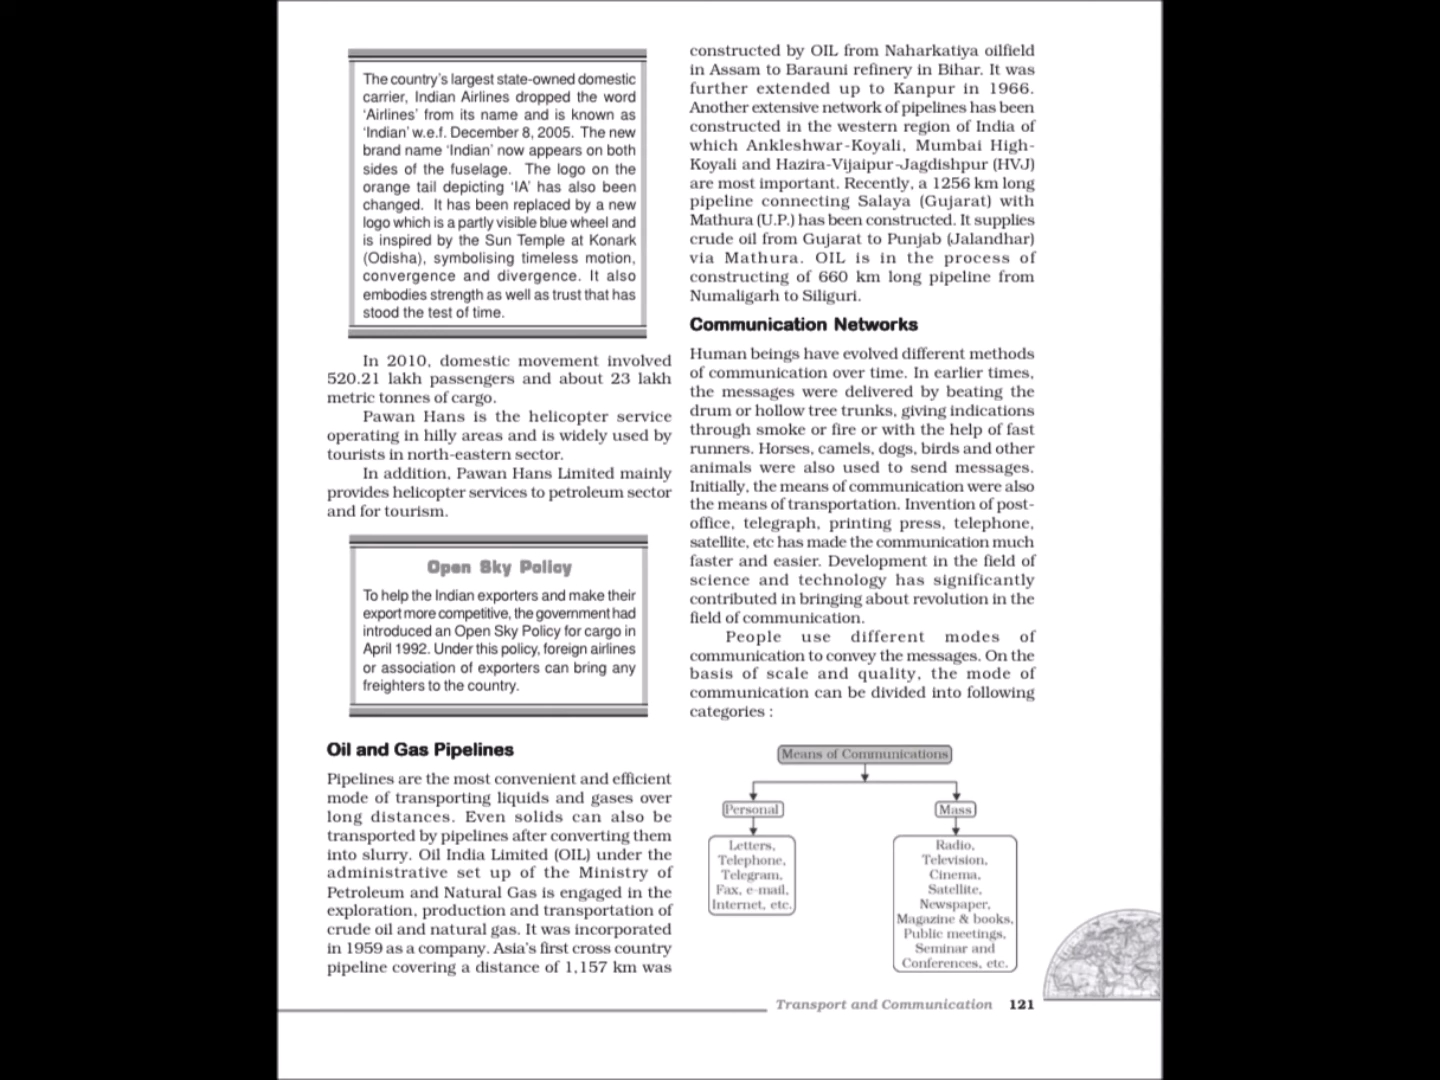 The country's largest state-owned domestic
carrier, Indian Airlines dropped the word
'Airlines' from its name and is known as
'Indian' w.e.f. December 8, 2005. The new
brand name 'Indian' now appears on both
sides of the fuselage. The logo on the
orange tail depicting 'IA' has also been
changed. It has been replaced by a new
logo which is a partly visible blue wheel and
is inspired by the Sun Temple at Konark
(Odisha), symbolising timeless motion,
convergence and divergence. It also
embodies strength as well as trust that has
stood the test of time.
In 2010, domestic movement involved
520.21 lakh passengers and about 23 lakh
metric tonnes of cargo.
Pawan Hans is the helicopter service
operating in hilly areas and is widely used by
tourists in north-eastern sector.
In addition, Pawan Hans Limited mainly
provides helicopter services to petroleum sector
and for tourism.
Open Sky Policy
To help the Indian exporters and make their
export more competitive, the government had
introduced an Open Sky Policy for cargo in
April 1992. Under this policy, foreign airlines
or association of exporters can bring any
freighters to the country.
Oil and Gas Pipelines
Pipelines are the most convenient and efficient
mode of transporting liquids and gases over
long distances. Even solids can also be
transported by pipelines after converting them
into slurry. Oil India Limited (OIL) under the
administrative set up of the Ministry of
Petroleum and Natural Gas is engaged in the
exploration, production and transportation of
crude oil and natural gas. It was incorporated
in 1959 as a company. Asia's first cross country
pipeline covering a distance of 1,157 km was
constructed by OIL from Naharkatiya oilfield
in Assam to Barauni refinery in Bihar. It was
further extended up to Kanpur in 1966.
Another extensive network of pipelines has been
constructed in the western region of India of
which Ankleshwar-Koyali, Mumbai High-
Koyali and Hazira-Vijaipur-Jagdishpur (HVJ)
are most important. Recently, a 1256 km long
pipeline connecting Salaya (Gujarat) with
Mathura (U.P.) has been constructed. It supplies
crude oil from Gujarat to Punjab (Jalandhar)
via Mathura. OIL is in the process of
constructing of 660 km long pipeline from
Numaligarh to Siliguri.
Communication Networks
Human beings have evolved different methods
of communication over time. In earlier times,
the messages were delivered by beating the
drum or hollow tree trunks, giving indications
through smoke or fire or with the help of fast
runners. Horses, camels, dogs, birds and other
animals were also used to send messages.
Initially, the means of communication were also
the means of transportation. Invention of post-
office, telegraph, printing press, telephone,
satellite, etc has made the communication much
faster and easier. Development in the field of
science and technology has significantly
contributed in bringing about revolution in the
field of communication.
People use different modes of
communication to convey the messages. On the
basis of scale and quality, the mode of
communication can be divided into following
categories :
Means of Communications
Personal
Mass
Letters,
Telephone,
Telegram,
Fax, e-mail,
Internet, etc.
Radio,
Television,
Cinema,
Satellite,
Newspaper,
Magazine & books,
Public meetings,
Seminar and
Conferences, etc.
Transport and Communication 121